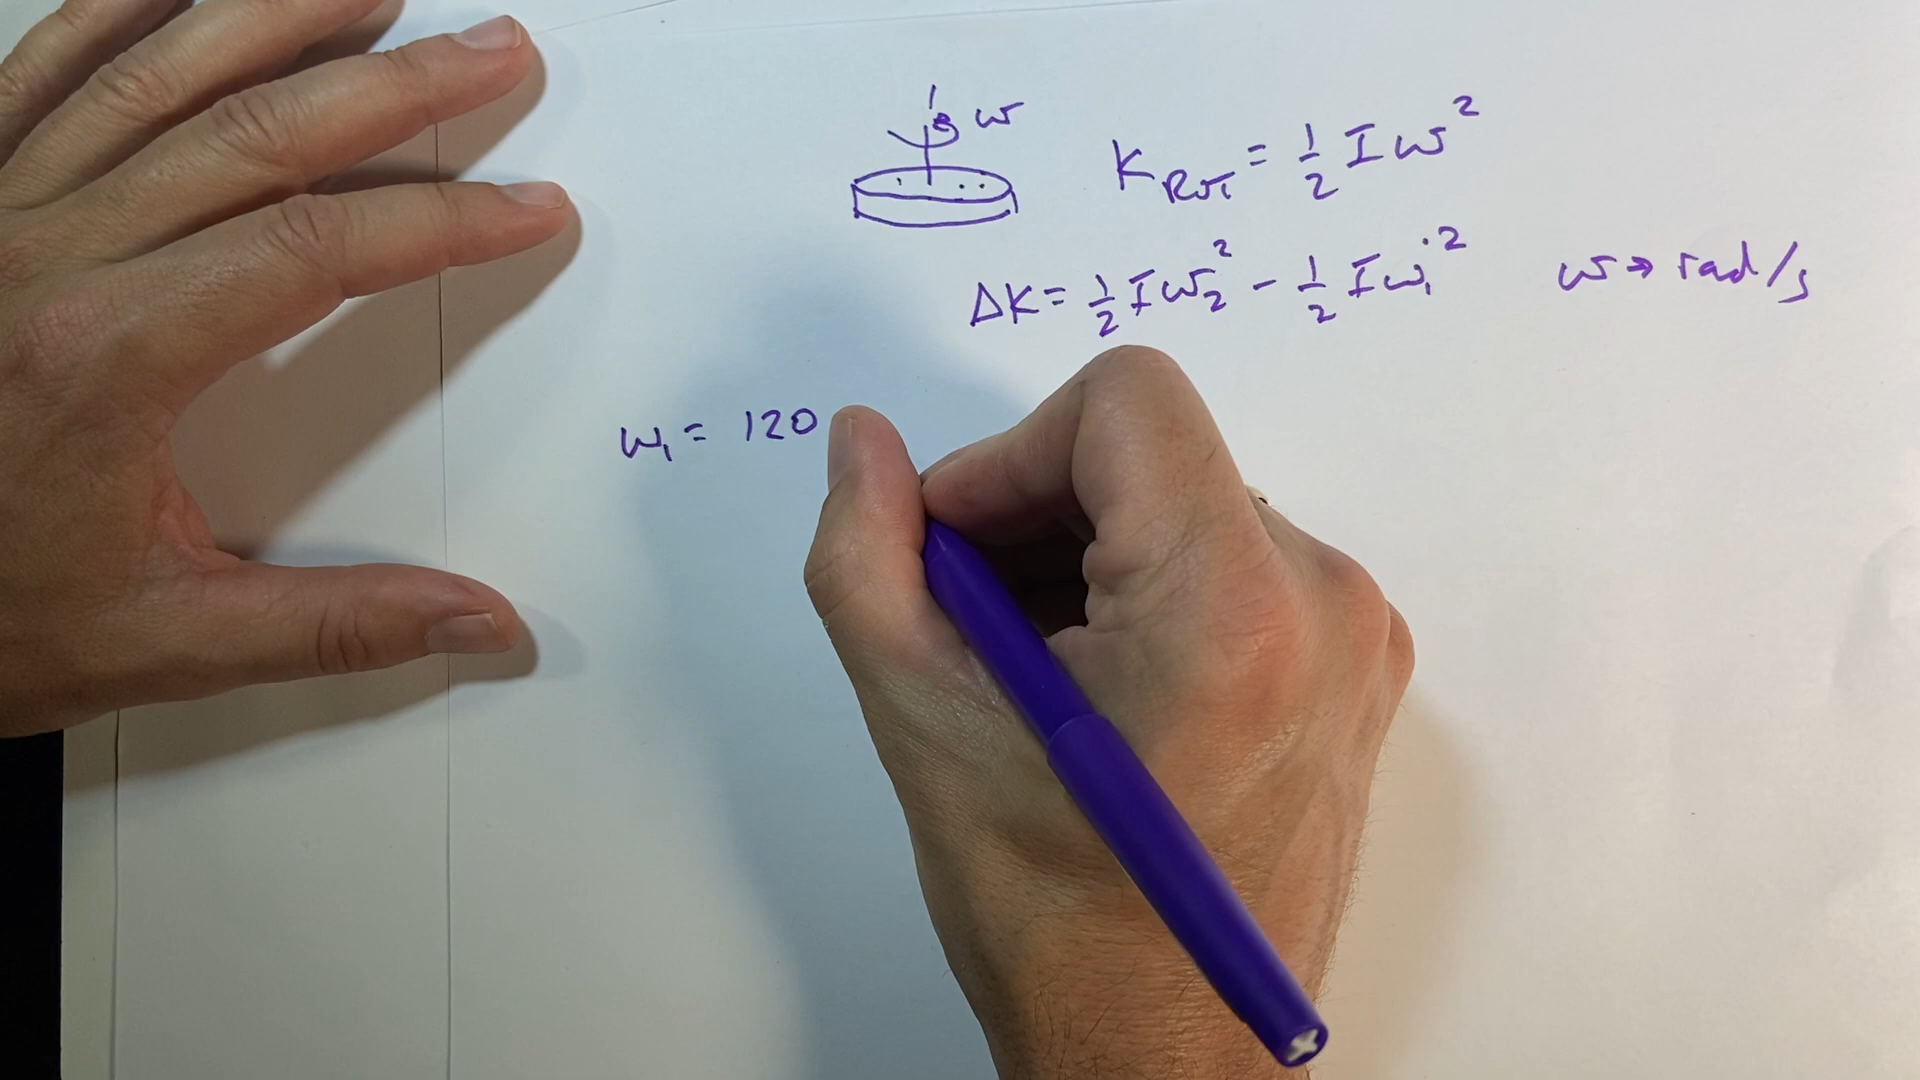 ω
K_Rot = 1/2 I ω²
ΔK = 1/2 I ω₂² - 1/2 I ω₁² ω → rad/s
ω₁ = 120